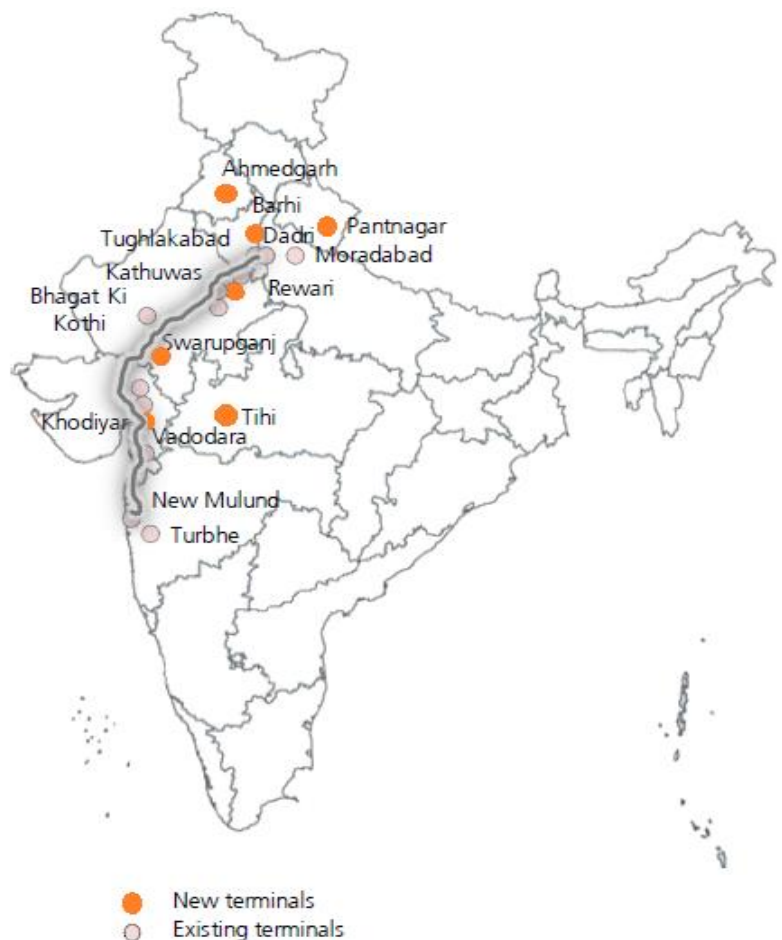 Ahmedgarh
Barhi
Pantnagar
Tughlakabad
Dadri
Moradabad
Kathuwas
Rewari
Bhagat Ki
Kothi
Swarupganj
Khodiyar
Tihi
Vadodara
New Mulund
Turbhe
New terminals
Existing terminals